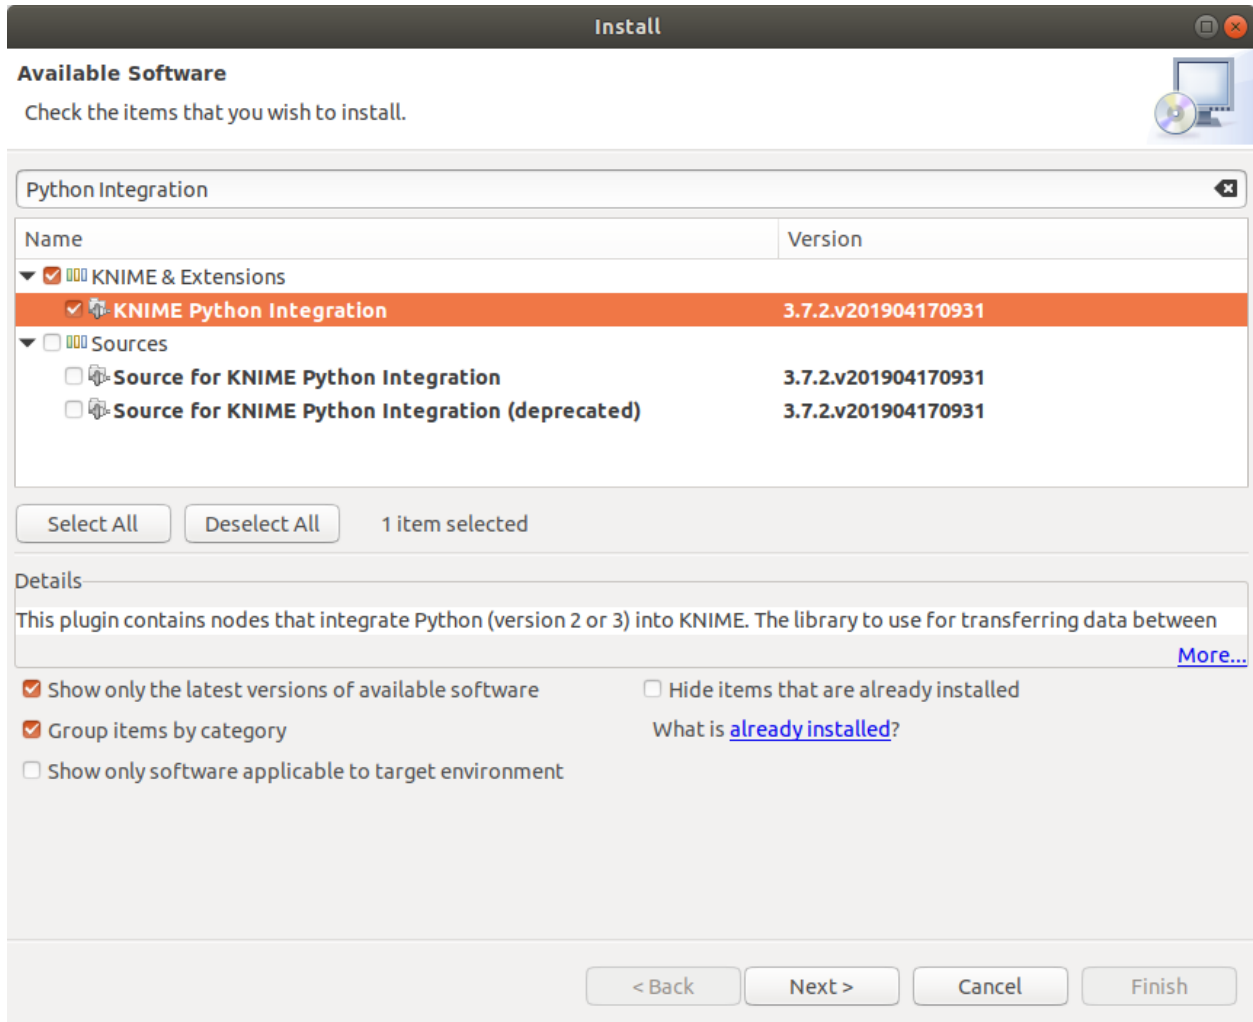 Install
Available Software
Check the items that you wish to install.
Python Integration
Name Version
KNIME & Extensions
KNIME Python Integration 3.7.2.v201904170931
Sources
Source for KNIME Python Integration 3.7.2.v201904170931
Source for KNIME Python Integration (deprecated) 3.7.2.v201904170931
Select All Deselect All 1 item selected
Details
This plugin contains nodes that integrate Python (version 2 or 3) into KNIME. The library to use for transferring data between
More...
Show only the latest versions of available software Hide items that are already installed
Group items by category What is already installed?
Show only software applicable to target environment
< Back Next > Cancel Finish